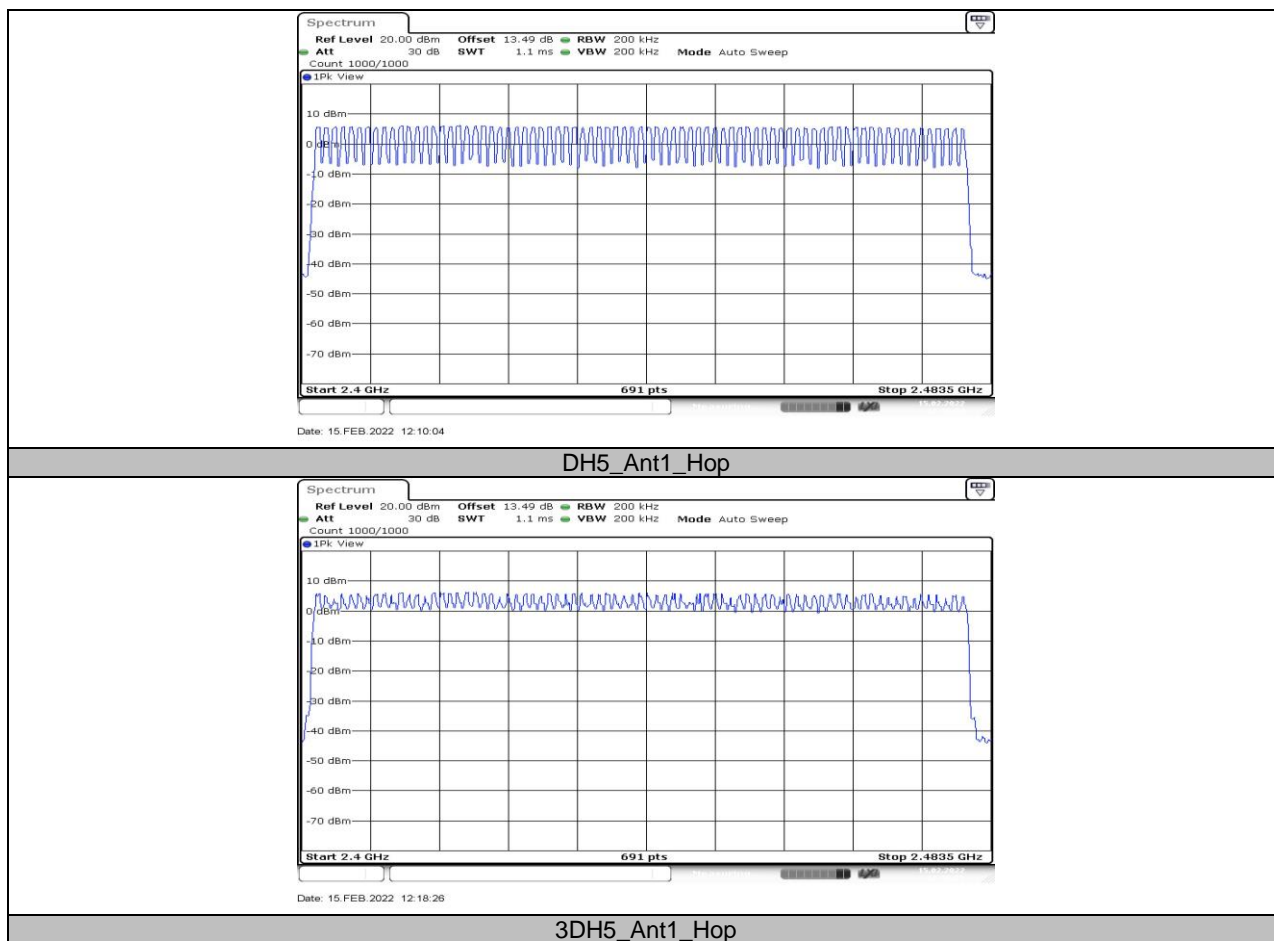 Spectrum
Ref Level 20.00 dBm Offset 13.49 dB RBW 200 kHz
Att 30 dB SWT 1.1 ms VBW 200 kHz Mode Auto Sweep
Count 1000/1000
1Pk View
10 dBm
0 dBm
-10 dBm
-20 dBm
-30 dBm
-40 dBm
-50 dBm
-60 dBm
-70 dBm
Start 2.4 GHz 691 pts Stop 2.4835 GHz
15.02.2022
Date: 15.FEB.2022 12:10:04
DH5_Ant1_Hop
Spectrum
Ref Level 20.00 dBm Offset 13.49 dB RBW 200 kHz
Att 30 dB SWT 1.1 ms VBW 200 kHz Mode Auto Sweep
Count 1000/1000
1Pk View
10 dBm
0 dBm
-10 dBm
-20 dBm
-30 dBm
-40 dBm
-50 dBm
-60 dBm
-70 dBm
Start 2.4 GHz 691 pts Stop 2.4835 GHz
15.02.2022
Date: 15.FEB.2022 12:18:26
3DH5_Ant1_Hop